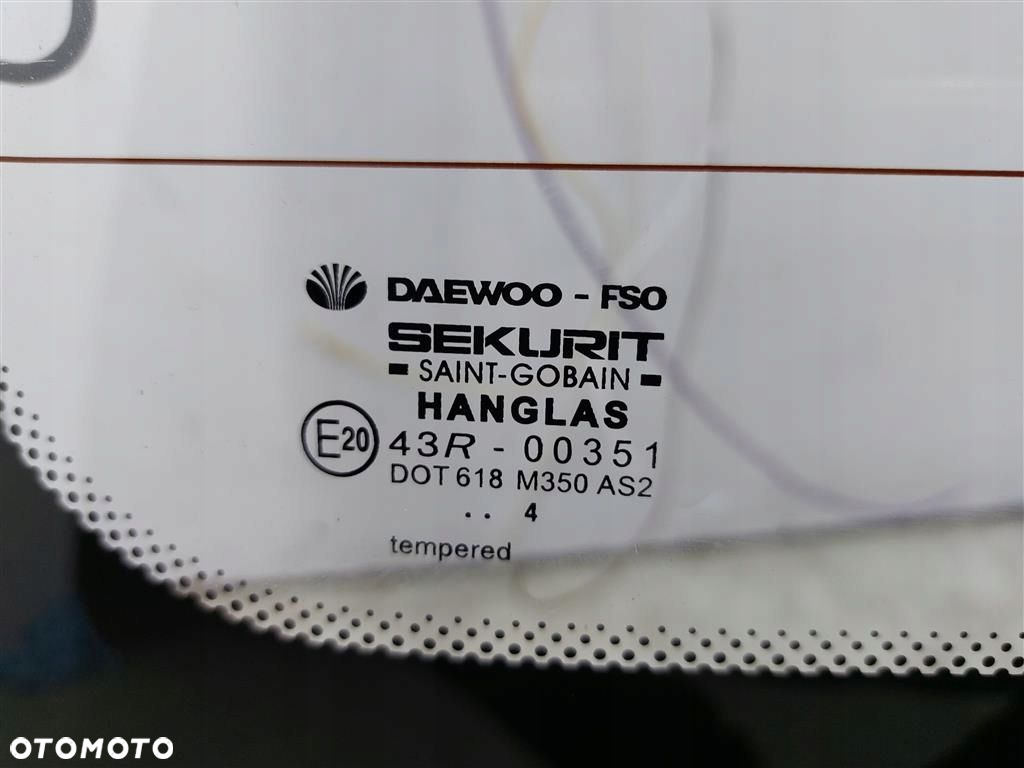 DAEWOO - FSO
SEKURIT
SAINT-GOBAIN
HANGLAS
E20 43R - 00351
DOT 618 M350 AS2
.. 4
tempered
OTOMOTO